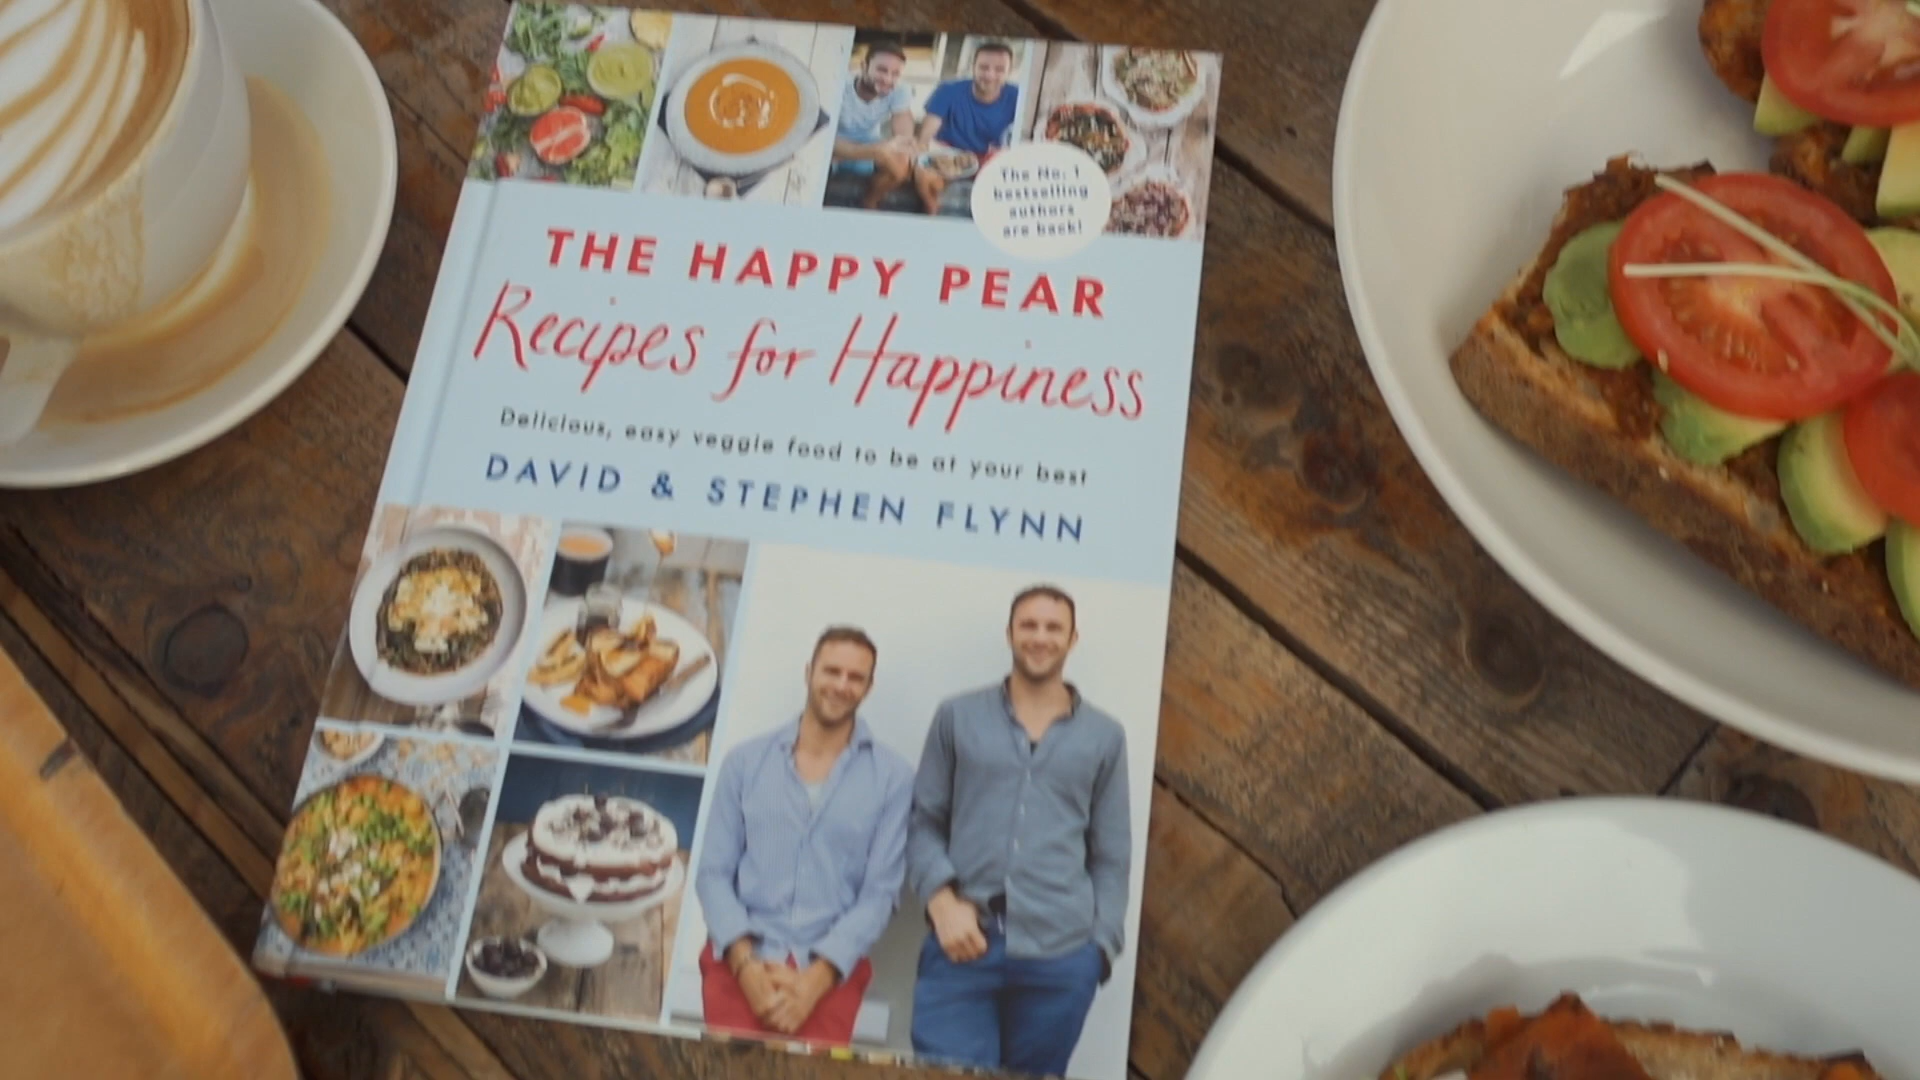 The No. 1
bestselling
authors
are back!
THE HAPPY PEAR
Recipes for Happiness
Delicious, easy veggie food to be at your best
DAVID & STEPHEN FLYNN